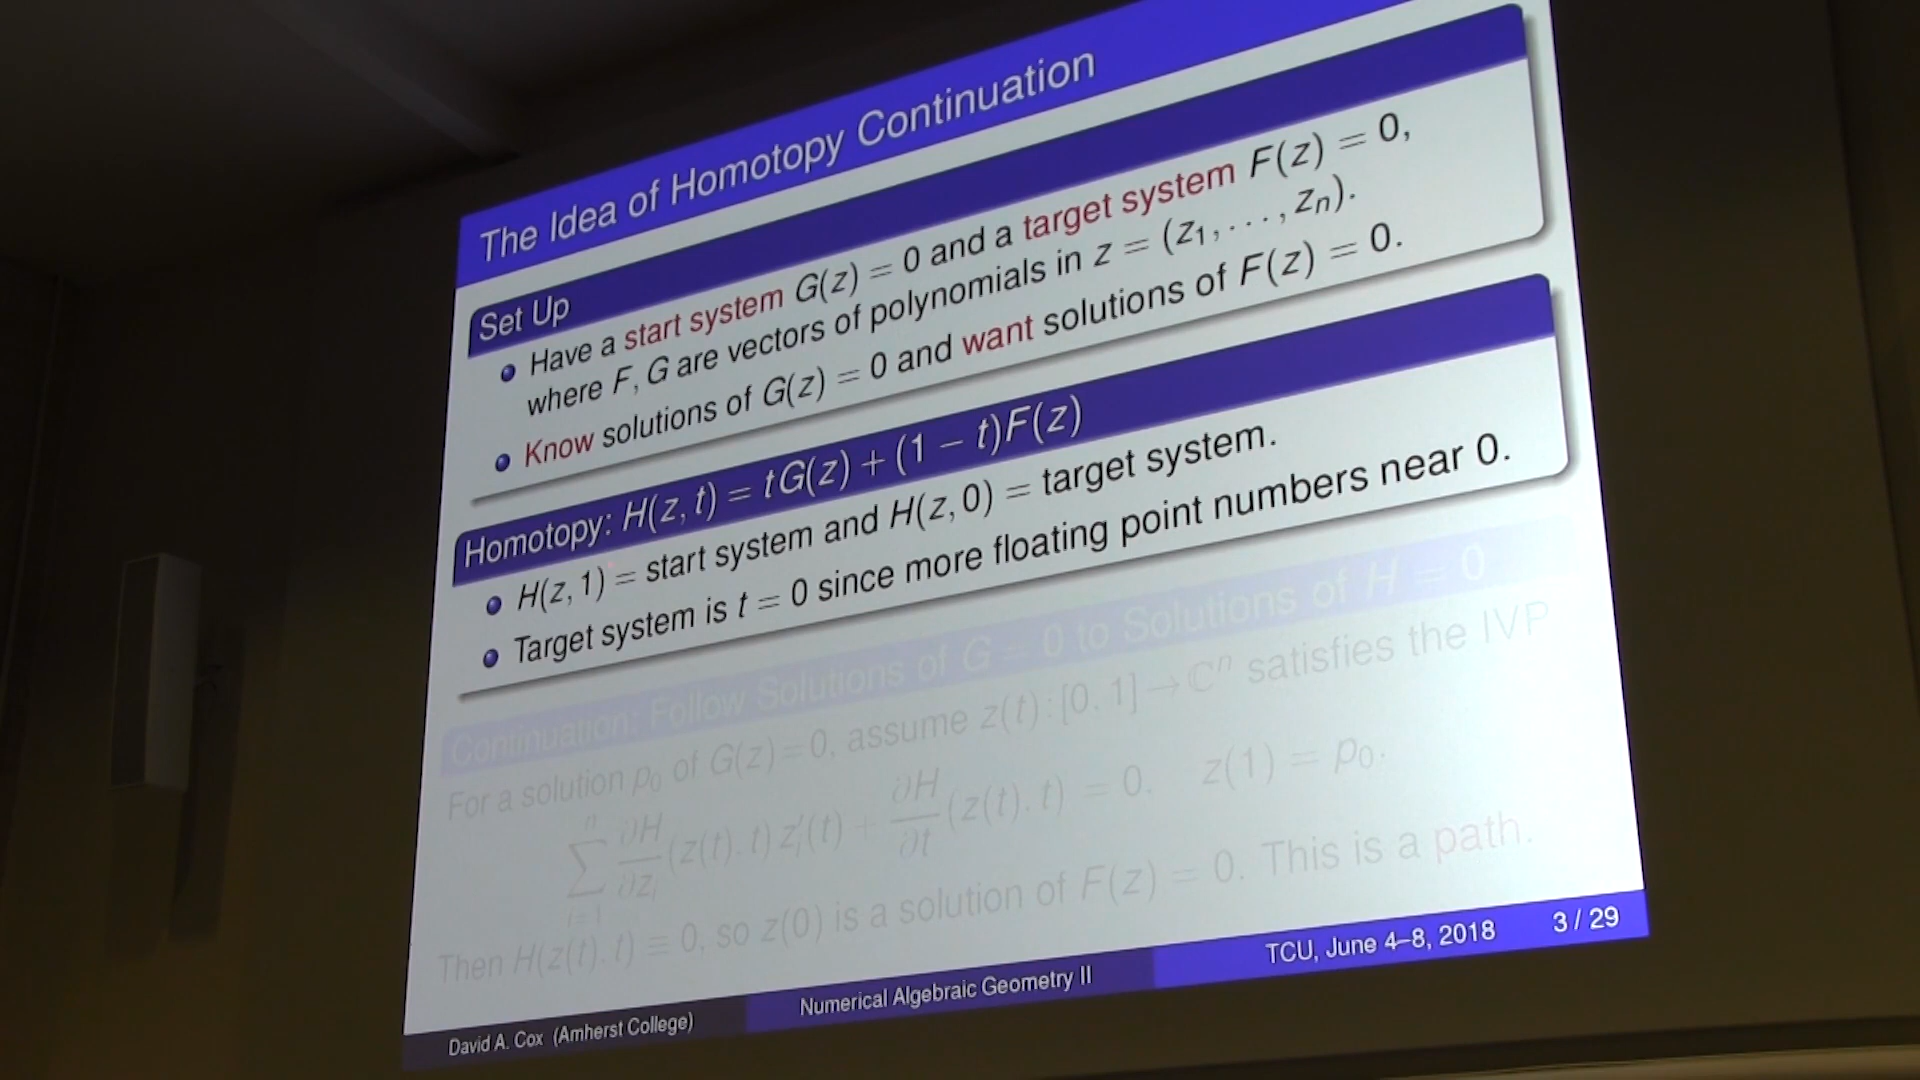 The Idea of Homotopy Continuation
Set Up
Have a start system G(z) = 0 and a target system F(z) = 0,
where F, G are vectors of polynomials in z = (z₁, . . . , zₙ).
Know solutions of G(z) = 0 and want solutions of F(z) = 0.
Homotopy: H(z, t) = tG(z) + (1 − t)F(z)
H(z, 1) = start system and H(z, 0) = target system.
Target system is t = 0 since more floating point numbers near 0.
Continuation: Follow Solutions of G = 0 to Solutions of H = 0
For a solution p₀ of G(z) = 0, assume z(t) : [0, 1] → ℂⁿ satisfies the IVP
∑ⁿᵢ₌₁ ∂H/∂zᵢ (z(t), t) zᵢ′(t) + ∂H/∂t (z(t), t) = 0, z(1) = p₀.
Then H(z(t), t) ≡ 0, so z(0) is a solution of F(z) = 0. This is a path.
David A. Cox (Amherst College)
Numerical Algebraic Geometry II
TCU, June 4–8, 2018
3 / 29